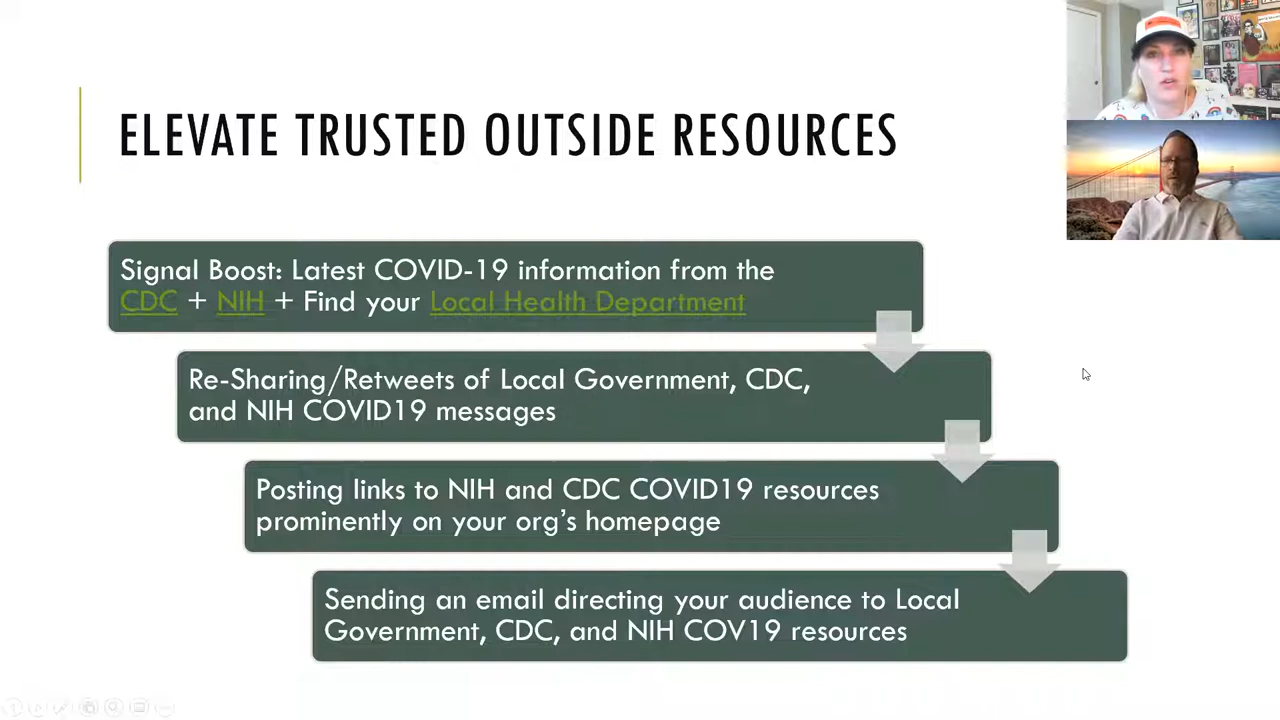 ELEVATE TRUSTED OUTSIDE RESOURCES
Signal Boost: Latest COVID-19 information from the
CDC + NIH + Find your Local Health Department
Re-Sharing/Retweets of Local Government, CDC,
and NIH COVID19 messages
Posting links to NIH and CDC COVID19 resources
prominently on your org's homepage
Sending an email directing your audience to Local
Government, CDC, and NIH COV19 resources